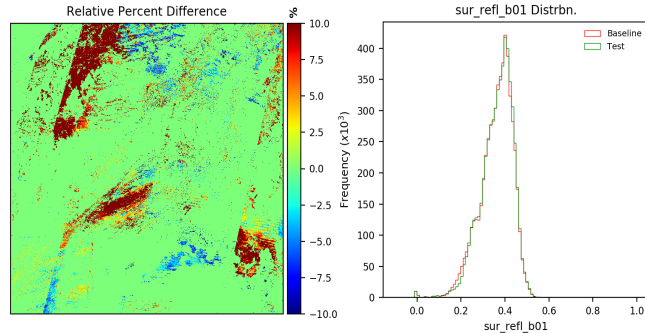 Relative Percent Difference
%
10.0
7.5
5.0
2.5
0.0
−2.5
−5.0
−7.5
−10.0
sur_refl_b01 Distrbn.
Baseline
Test
Frequency (x10³)
400
350
300
250
200
150
100
50
0
0.0 0.2 0.4 0.6 0.8 1.0
sur_refl_b01